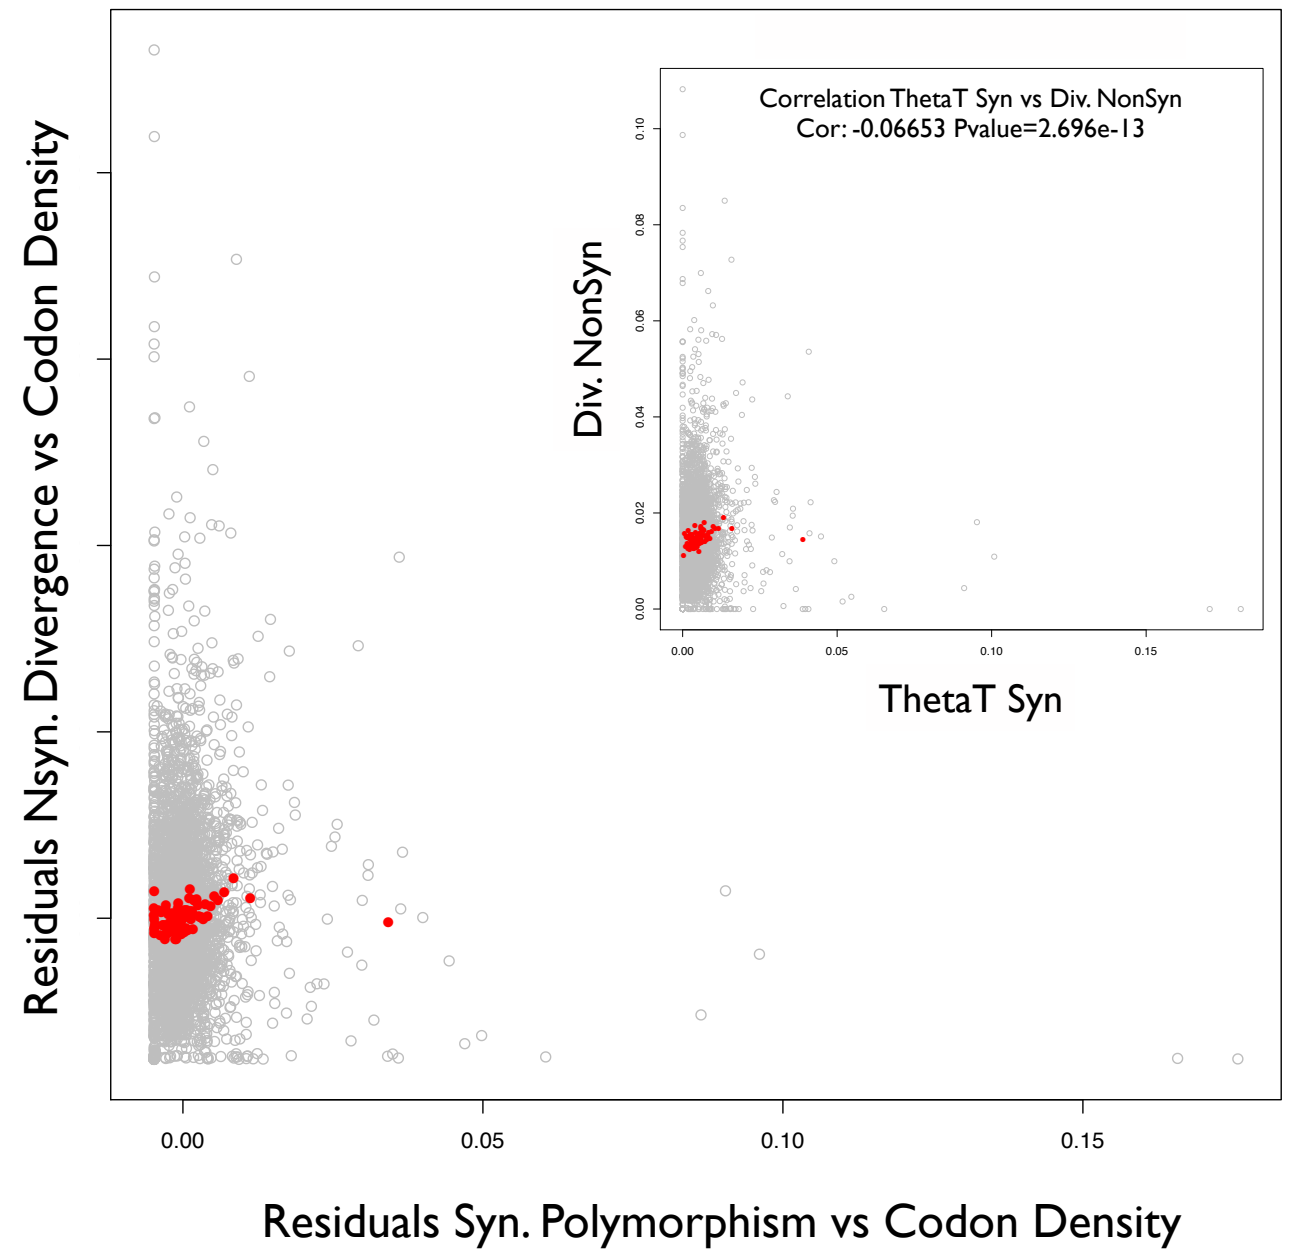 Correlation ThetaT Syn vs Div. NonSyn
Cor: -0.06653 Pvalue=2.696e-13
Div. NonSyn
0.10
0.08
0.06
0.04
0.02
0.00
0.00 0.05 0.10 0.15
ThetaT Syn
Residuals Nsyn. Divergence vs Codon Density
0.00 0.05 0.10 0.15
Residuals Syn. Polymorphism vs Codon Density